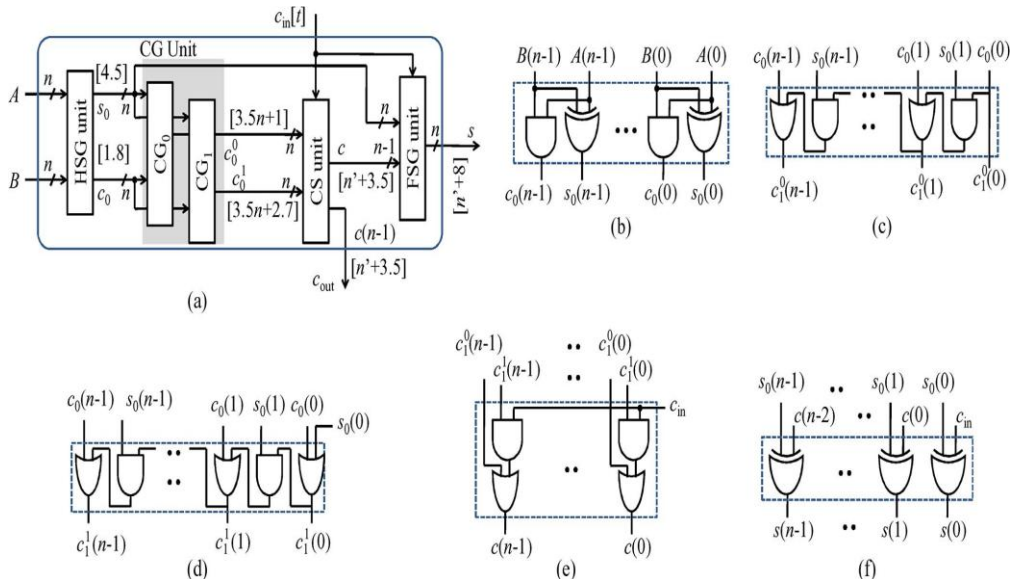 c_in[t]
CG Unit
A
n
[4.5]
s_0
n
HSG unit
CG_0
CG_1
[3.5n+1]
n
c_0^0
c_0^1
n
[3.5n+2.7]
CS unit
c
n-1
[n'+3.5]
n
FSG unit
n
s
[n'+8]
B
n
[1.8]
c_0
n
c(n-1)
c_out
[n'+3.5]
(a)
B(n-1) A(n-1) B(0) A(0)
c_0(n-1) s_0(n-1) c_0(0) s_0(0)
(b)
c_0(n-1) s_0(n-1) c_0(1) s_0(1) c_0(0)
c_1^0(n-1) c_1^0(1) c_1^0(0)
(c)
c_0(n-1) s_0(n-1) c_0(1) s_0(1) c_0(0) s_0(0)
c_1^1(n-1) c_1^1(1) c_1^1(0)
(d)
c_1^0(n-1) c_1^0(0)
c_1^1(n-1) c_1^1(0)
c_in
c(n-1) c(0)
(e)
s_0(n-1) s_0(1) s_0(0)
c(n-2) c(0) c_in
s(n-1) s(1) s(0)
(f)